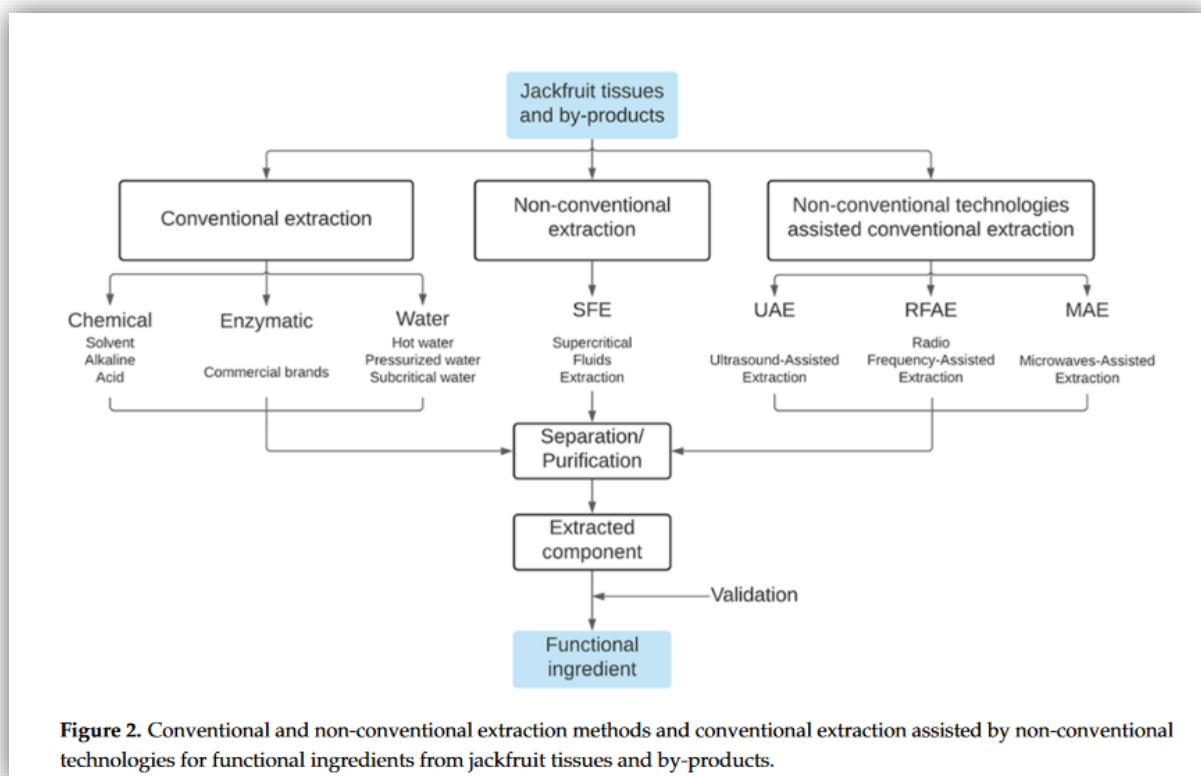 Jackfruit tissues
and by-products
Conventional extraction
Non-conventional
extraction
Non-conventional technologies
assisted conventional extraction
Chemical
Solvent
Alkaline
Acid
Enzymatic
Commercial brands
Water
Hot water
Pressurized water
Subcritical water
SFE
Supercritical
Fluids
Extraction
UAE
Ultrasound-Assisted
Extraction
RFAE
Radio
Frequency-Assisted
Extraction
MAE
Microwaves-Assisted
Extraction
Separation/
Purification
Extracted
component
Validation
Functional
ingredient
Figure 2. Conventional and non-conventional extraction methods and conventional extraction assisted by non-conventional
technologies for functional ingredients from jackfruit tissues and by-products.